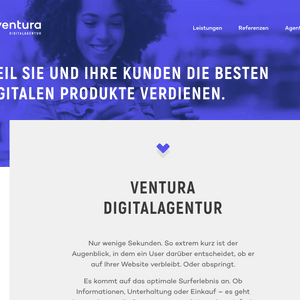 ventura
DIGITALAGENTUR
Leistungen Referenzen Agent
EIL SIE UND IHRE KUNDEN DIE BESTEN
GITALEN PRODUKTE VERDIENEN.
VENTURA
DIGITALAGENTUR
Nur wenige Sekunden. So extrem kurz ist der
Augenblick, in dem ein User darüber entscheidet, ob er
auf Ihrer Website verbleibt. Oder abspringt.
Es kommt auf das optimale Surferlebnis an. Ob
Informationen, Unterhaltung oder Einkauf – es geht